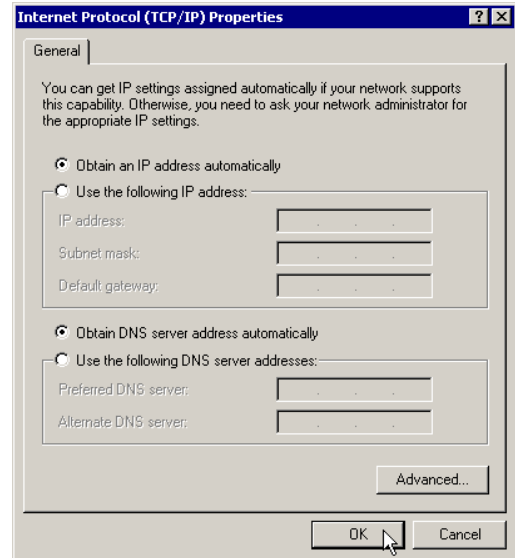 Internet Protocol (TCP/IP) Properties
General
You can get IP settings assigned automatically if your network supports
this capability. Otherwise, you need to ask your network administrator for
the appropriate IP settings.
Obtain an IP address automatically
Use the following IP address:
IP address:
Subnet mask:
Default gateway:
Obtain DNS server address automatically
Use the following DNS server addresses:
Preferred DNS server:
Alternate DNS server:
Advanced...
OK Cancel